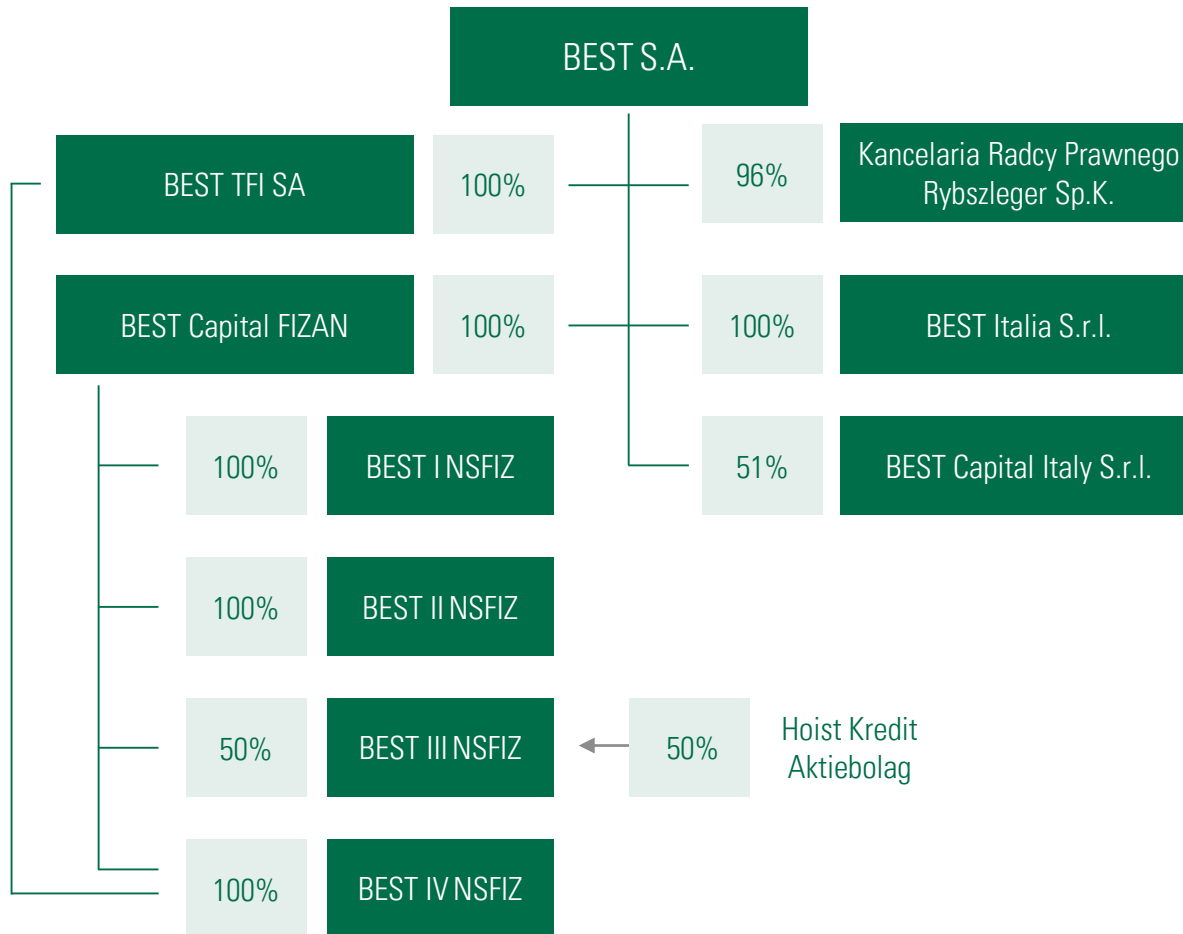 BEST S.A.
BEST TFI SA
100%
96%
Kancelaria Radcy Prawnego
Rybszleger Sp.K.
BEST Capital FIZAN
100%
100%
BEST Italia S.r.l.
100%
BEST I NSFIZ
51%
BEST Capital Italy S.r.l.
100%
BEST II NSFIZ
50%
BEST III NSFIZ
50%
Hoist Kredit
Aktiebolag
100%
BEST IV NSFIZ